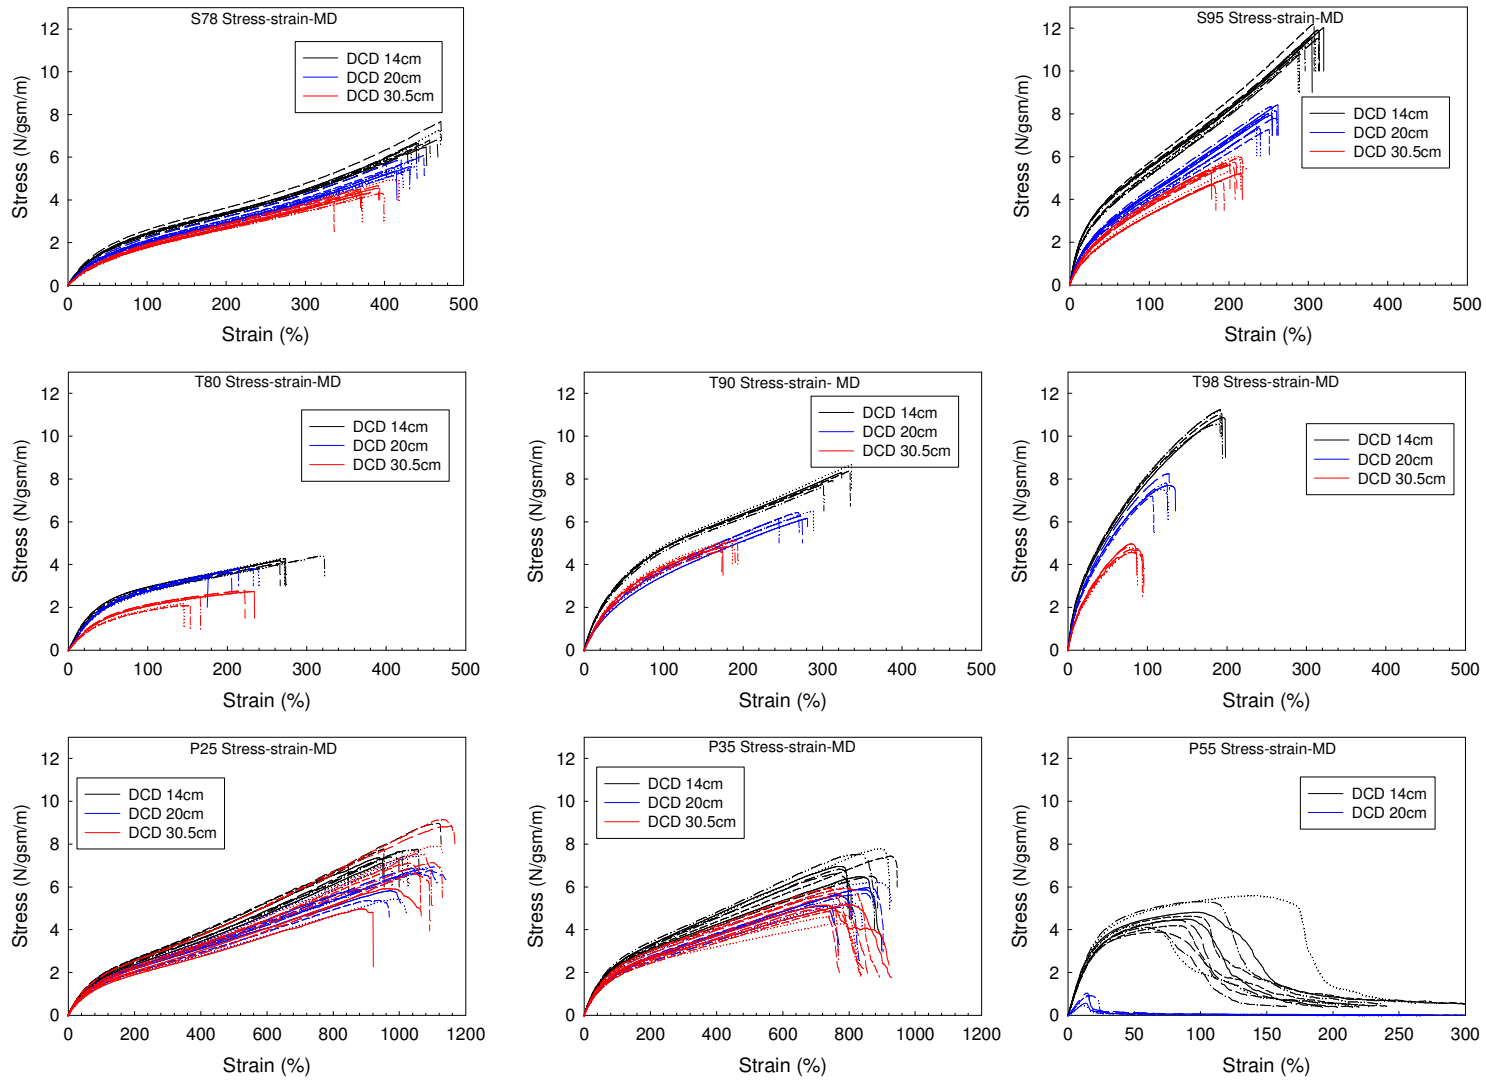 S78 Stress-strain-MD
12
10
8
6
4
2
0
Stress (N/gsm/m)
DCD 14cm
DCD 20cm
DCD 30.5cm
0 100 200 300 400 500
Strain (%)
S95 Stress-strain-MD
12
10
8
6
4
2
0
Stress (N/gsm/m)
DCD 14cm
DCD 20cm
DCD 30.5cm
0 100 200 300 400 500
Strain (%)
T80 Stress-strain-MD
12
10
8
6
4
2
0
Stress (N/gsm/m)
DCD 14cm
DCD 20cm
DCD 30.5cm
0 100 200 300 400 500
Strain (%)
T90 Stress-strain- MD
12
10
8
6
4
2
0
Stress (N/gsm/m)
DCD 14cm
DCD 20cm
DCD 30.5cm
0 100 200 300 400 500
Strain (%)
T98 Stress-strain-MD
12
10
8
6
4
2
0
Stress (N/gsm/m)
DCD 14cm
DCD 20cm
DCD 30.5cm
0 100 200 300 400 500
Strain (%)
P25 Stress-strain-MD
12
10
8
6
4
2
0
Stress (N/gsm/m)
DCD 14cm
DCD 20cm
DCD 30.5cm
0 200 400 600 800 1000 1200
Strain (%)
P35 Stress-strain-MD
12
10
8
6
4
2
0
Stress (N/gsm/m)
DCD 14cm
DCD 20cm
DCD 30.5cm
0 200 400 600 800 1000 1200
Strain (%)
P55 Stress-strain-MD
12
10
8
6
4
2
0
Stress (N/gsm/m)
DCD 14cm
DCD 20cm
0 50 100 150 200 250 300
Strain (%)